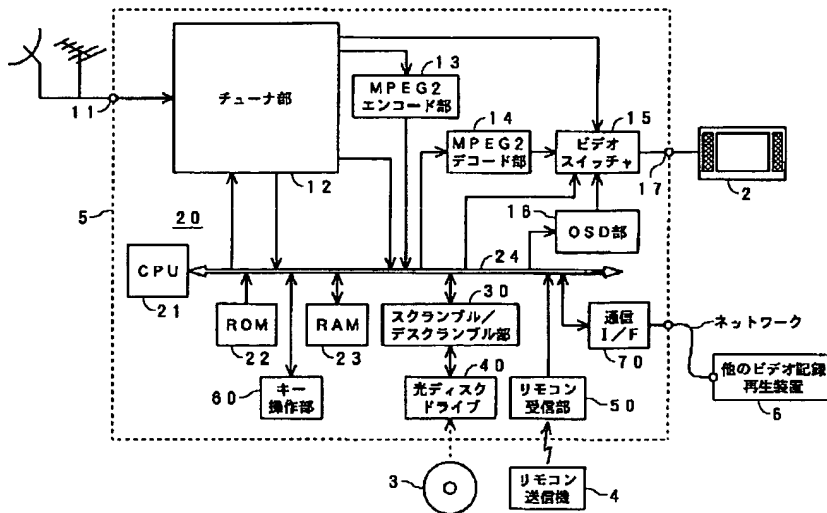 13
MPEG2
エンコード部
チューナ部
11
12
14
MPEG2
デコード部
15
ビデオ
スイッチャ
17
2
5
20
16
OSD部
24
CPU
21
ROM
22
RAM
23
30
スクランブル/
デスクランブル部
通信
I/F
70
ネットワーク
60
キー
操作部
40
光ディスク
ドライブ
リモコン
受信部
50
他のビデオ記録
再生装置
6
3
リモコン
送信機
4